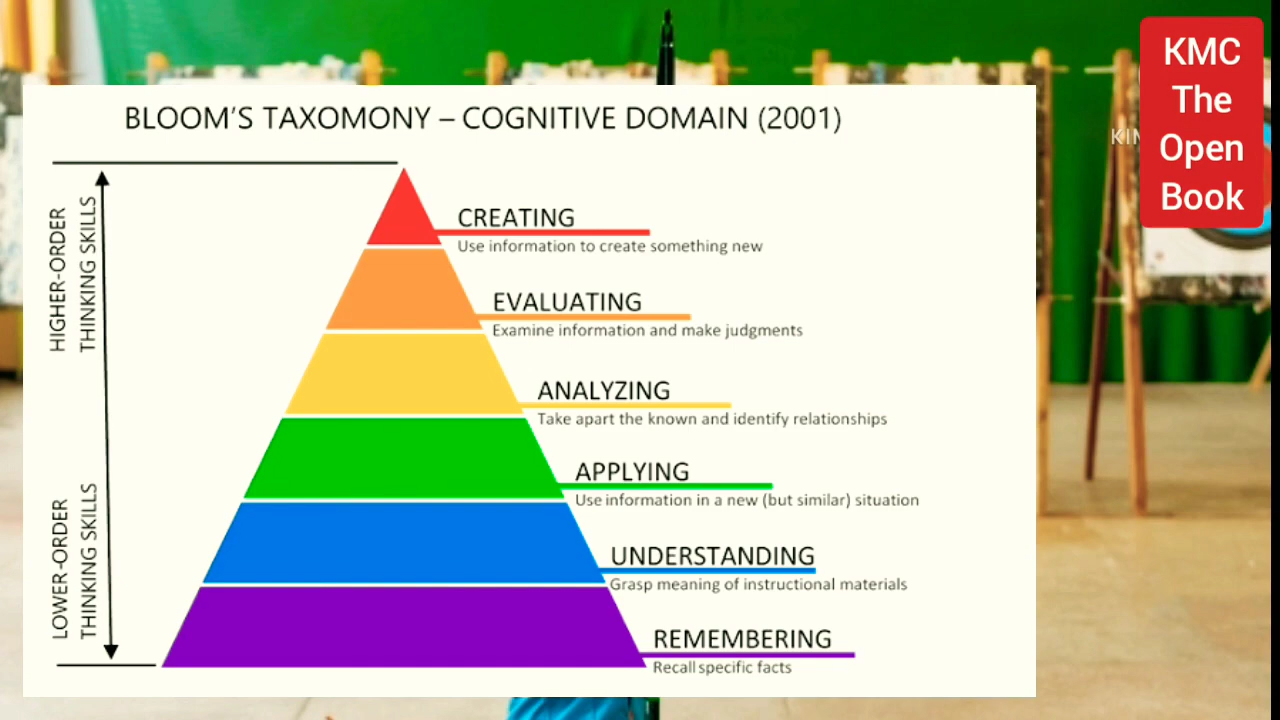 BLOOM’S TAXOMONY – COGNITIVE DOMAIN (2001)
HIGHER-ORDER
THINKING SKILLS
CREATING
Use information to create something new
EVALUATING
Examine information and make judgments
ANALYZING
Take apart the known and identify relationships
APPLYING
Use information in a new (but similar) situation
LOWER-ORDER
THINKING SKILLS
UNDERSTANDING
Grasp meaning of instructional materials
REMEMBERING
Recall specific facts
KMC
The
Open
Book